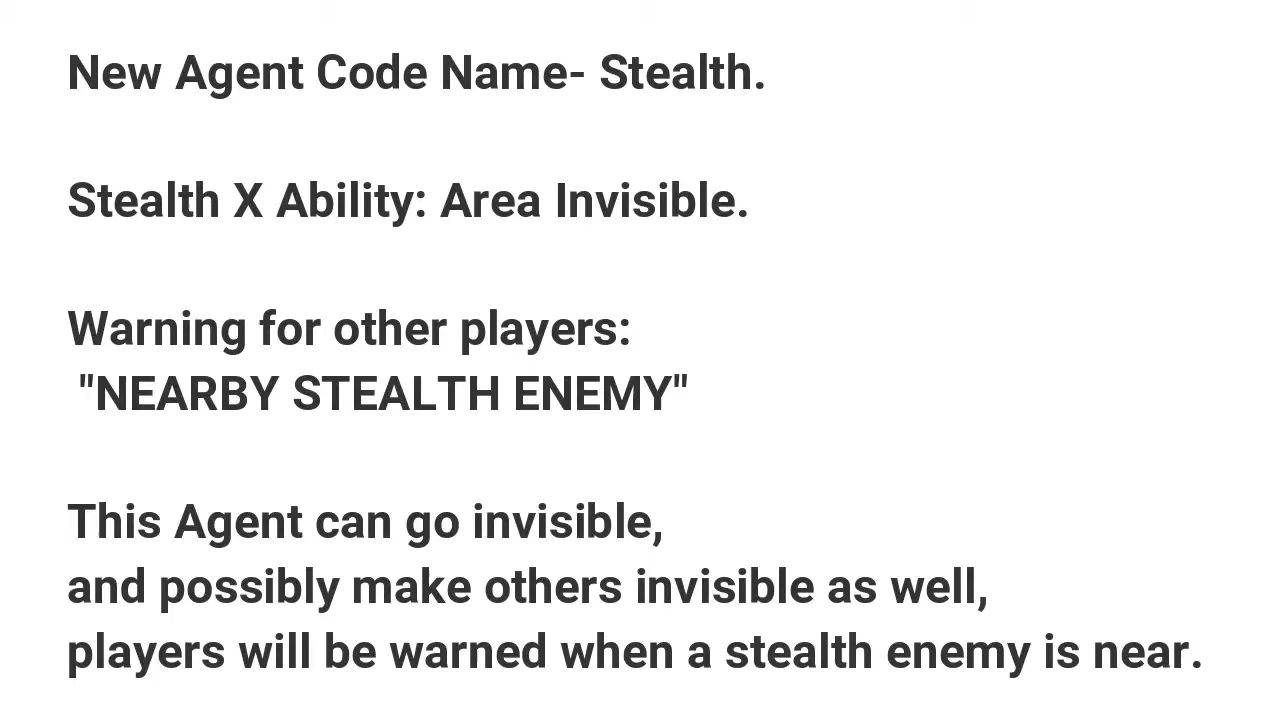 New Agent Code Name- Stealth.
Stealth X Ability: Area Invisible.
Warning for other players:
"NEARBY STEALTH ENEMY"
This Agent can go invisible,
and possibly make others invisible as well,
players will be warned when a stealth enemy is near.